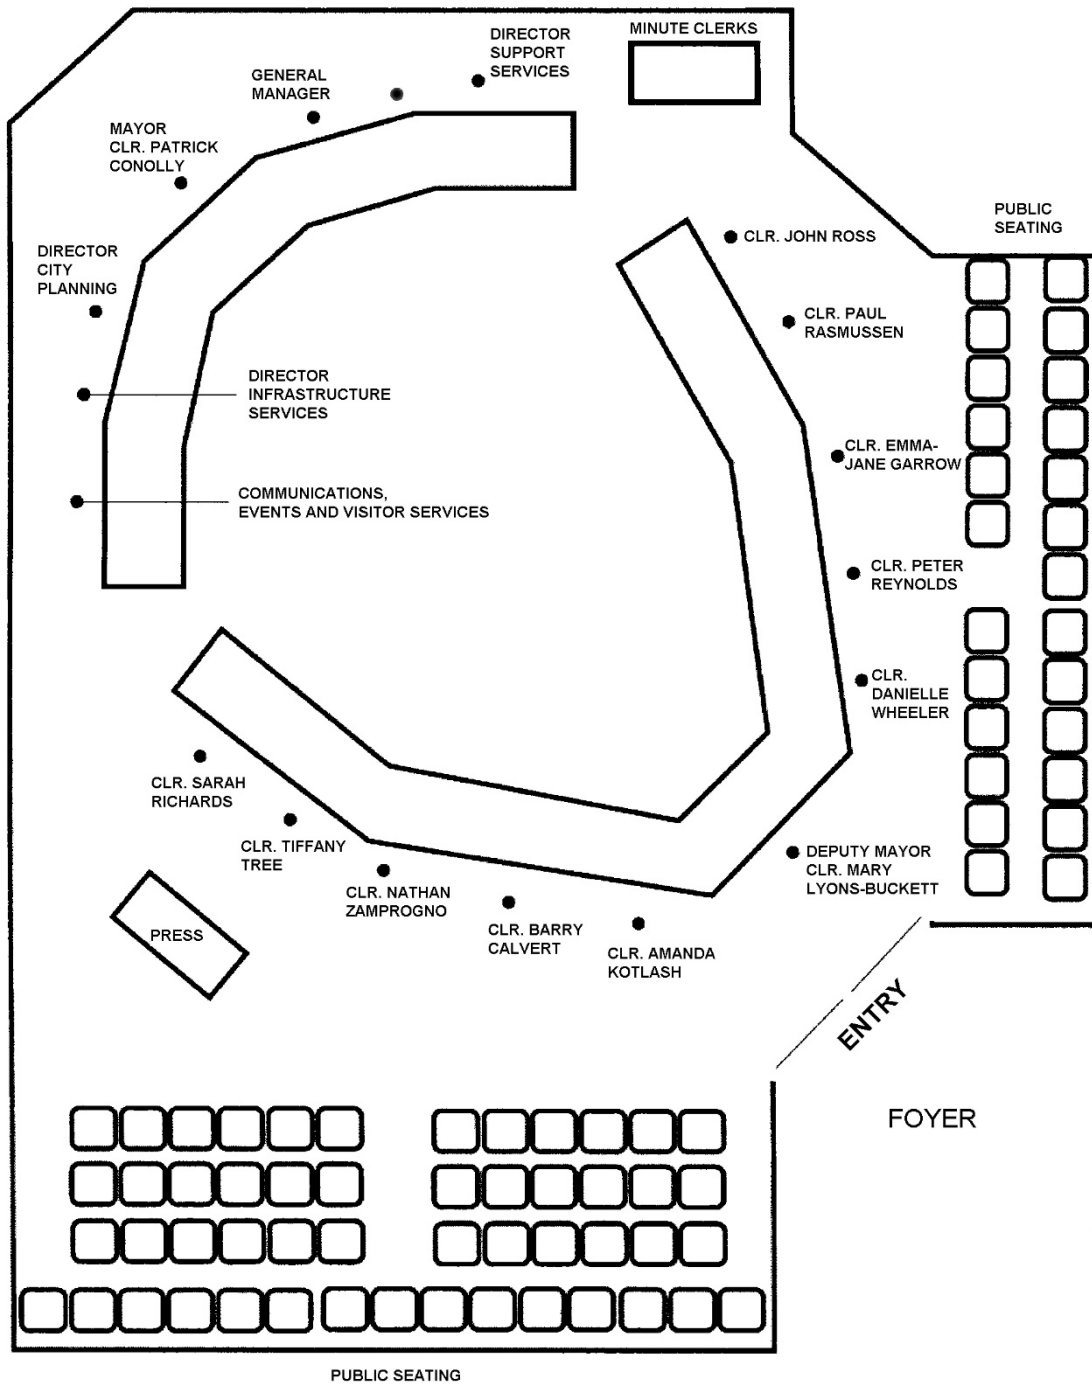 MINUTE CLERKS
DIRECTOR
SUPPORT
SERVICES
GENERAL
MANAGER
MAYOR
CLR. PATRICK
CONOLLY
DIRECTOR
CITY
PLANNING
DIRECTOR
INFRASTRUCTURE
SERVICES
COMMUNICATIONS,
EVENTS AND VISITOR SERVICES
PUBLIC
SEATING
CLR. JOHN ROSS
CLR. PAUL
RASMUSSEN
CLR. EMMA-
JANE GARROW
CLR. PETER
REYNOLDS
CLR.
DANIELLE
WHEELER
DEPUTY MAYOR
CLR. MARY
LYONS-BUCKETT
CLR. SARAH
RICHARDS
CLR. TIFFANY
TREE
CLR. NATHAN
ZAMPROGNO
CLR. BARRY
CALVERT
CLR. AMANDA
KOTLASH
PRESS
ENTRY
FOYER
PUBLIC SEATING